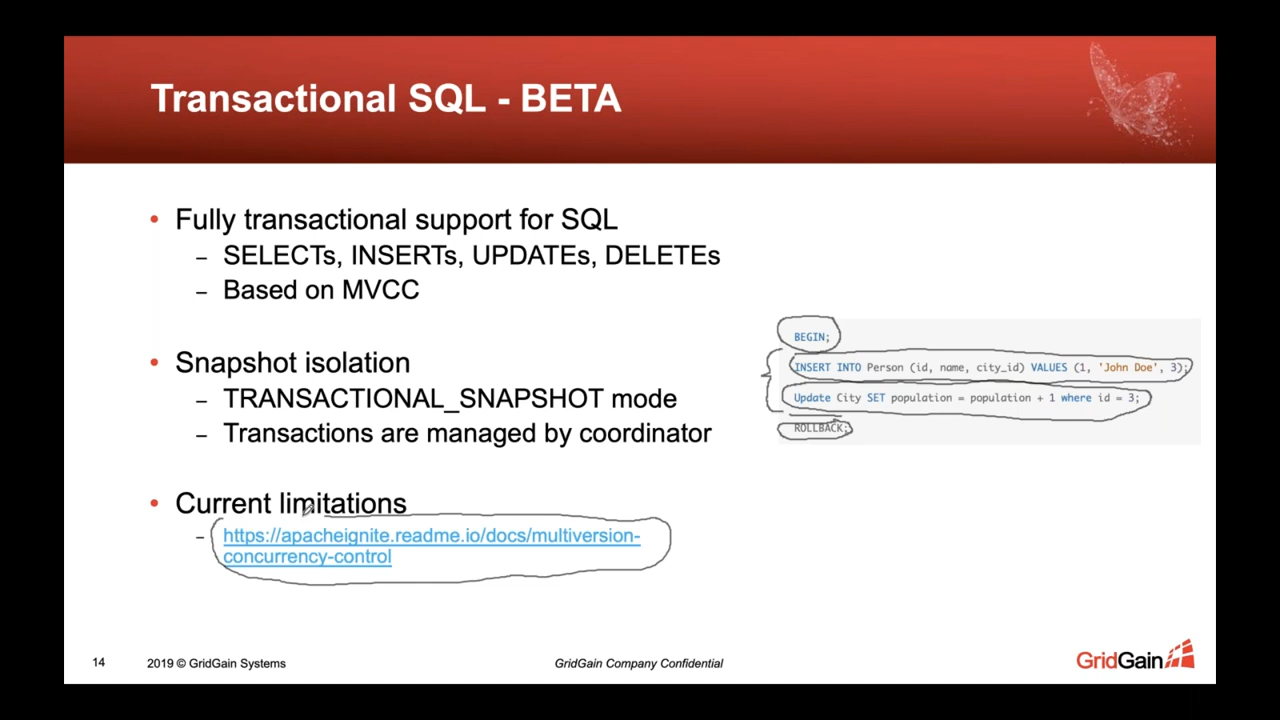 Transactional SQL - BETA
• Fully transactional support for SQL
– SELECTs, INSERTs, UPDATEs, DELETEs
– Based on MVCC
• Snapshot isolation
– TRANSACTIONAL_SNAPSHOT mode
– Transactions are managed by coordinator
• Current limitations
– https://apacheignite.readme.io/docs/multiversion-
concurrency-control
BEGIN;
INSERT INTO Person (id, name, city_id) VALUES (1, 'John Doe', 3);
Update City SET population = population + 1 where id = 3;
ROLLBACK;
14
2019 © GridGain Systems
GridGain Company Confidential
GridGain